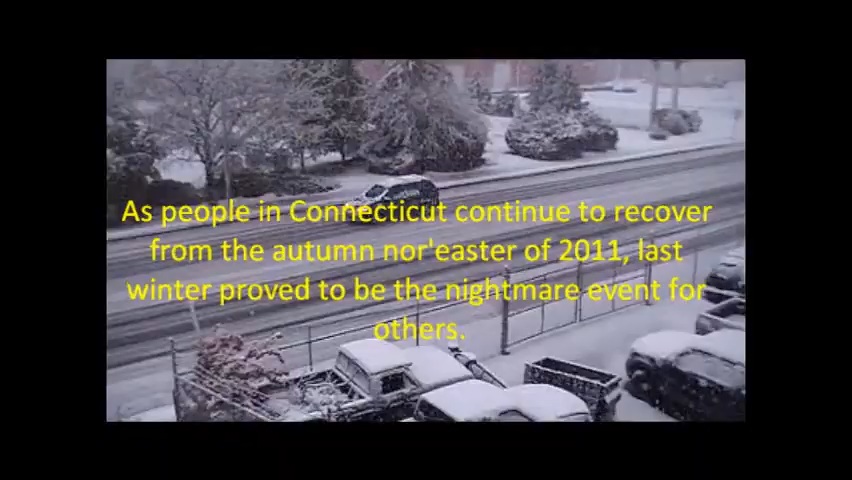 As people in Connecticut continue to recover
from the autumn nor'easter of 2011, last
winter proved to be the nightmare event for
others.